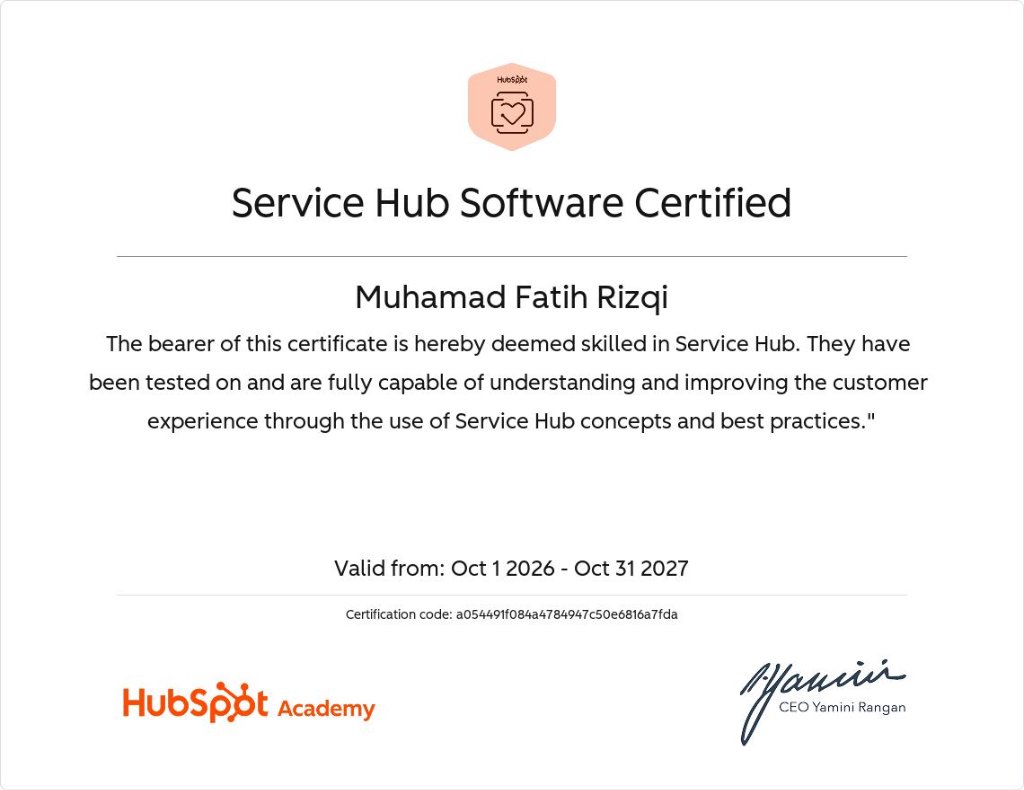 HubSpot
Service Hub Software Certified
Muhamad Fatih Rizqi
The bearer of this certificate is hereby deemed skilled in Service Hub. They have
been tested on and are fully capable of understanding and improving the customer
experience through the use of Service Hub concepts and best practices."
Valid from: Oct 1 2026 - Oct 31 2027
Certification code: a054491f084a4784947c50e6816a7fda
HubSpot Academy
Yamini
CEO Yamini Rangan